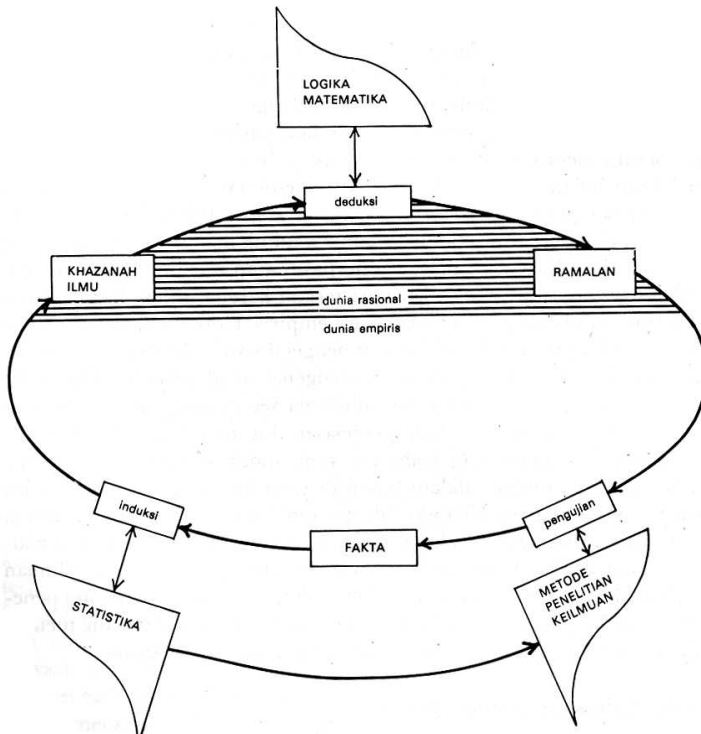 LOGIKA
MATEMATIKA
deduksi
KHAZANAH
ILMU
RAMALAN
dunia rasional
dunia empiris
induksi
FAKTA
pengujian
STATISTIKA
METODE
PENELITIAN
KEILMUAN